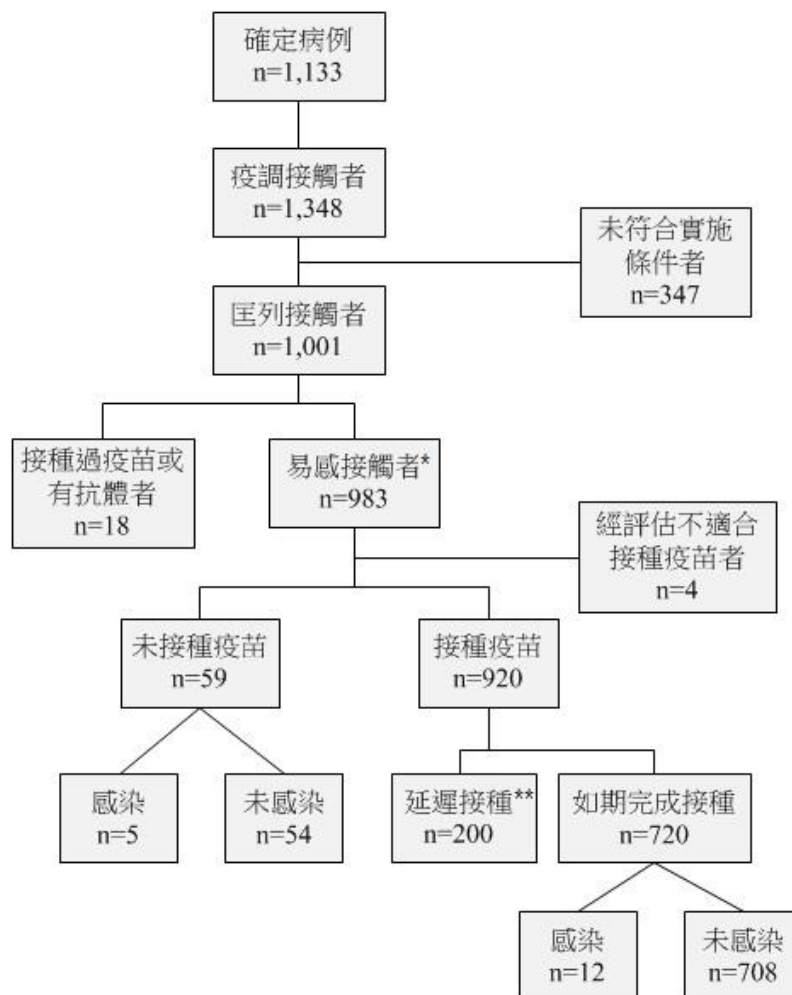 確定病例
n=1,133
疫調接觸者
n=1,348
未符合實施
條件者
n=347
匡列接觸者
n=1,001
接種過疫苗或
有抗體者
n=18
易感接觸者*
n=983
經評估不適合
接種疫苗者
n=4
未接種疫苗
n=59
接種疫苗
n=920
感染
n=5
未感染
n=54
延遲接種**
n=200
如期完成接種
n=720
感染
n=12
未感染
n=708